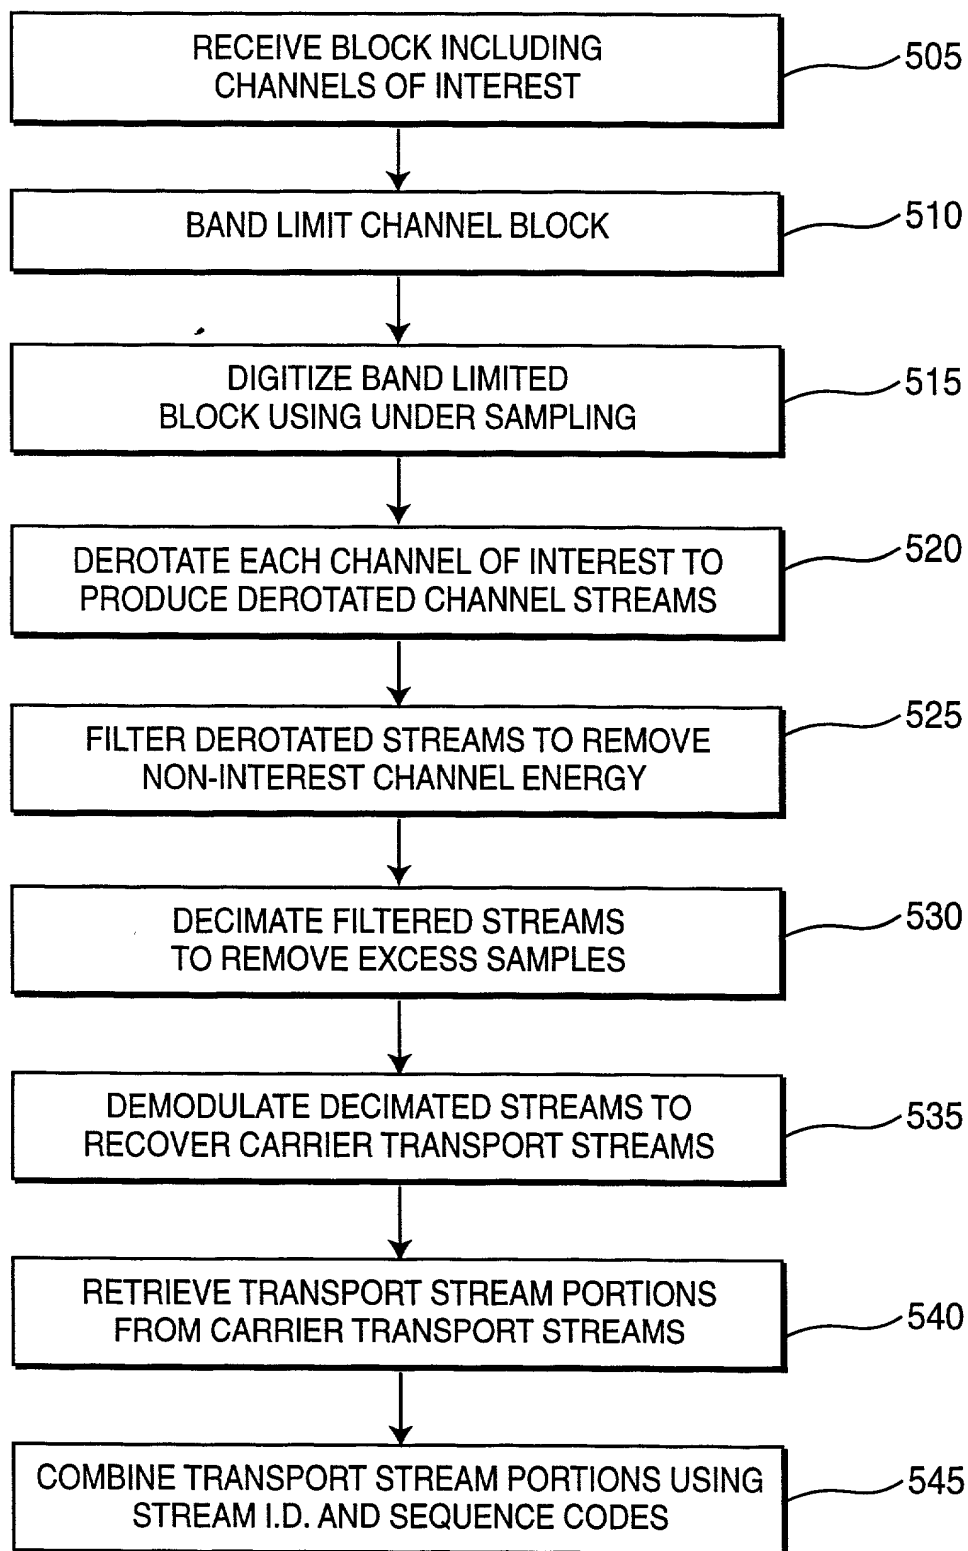 RECEIVE BLOCK INCLUDING
CHANNELS OF INTEREST
505
BAND LIMIT CHANNEL BLOCK
510
DIGITIZE BAND LIMITED
BLOCK USING UNDER SAMPLING
515
DEROTATE EACH CHANNEL OF INTEREST TO
PRODUCE DEROTATED CHANNEL STREAMS
520
FILTER DEROTATED STREAMS TO REMOVE
NON-INTEREST CHANNEL ENERGY
525
DECIMATE FILTERED STREAMS
TO REMOVE EXCESS SAMPLES
530
DEMODULATE DECIMATED STREAMS TO
RECOVER CARRIER TRANSPORT STREAMS
535
RETRIEVE TRANSPORT STREAM PORTIONS
FROM CARRIER TRANSPORT STREAMS
540
COMBINE TRANSPORT STREAM PORTIONS USING
STREAM I.D. AND SEQUENCE CODES
545